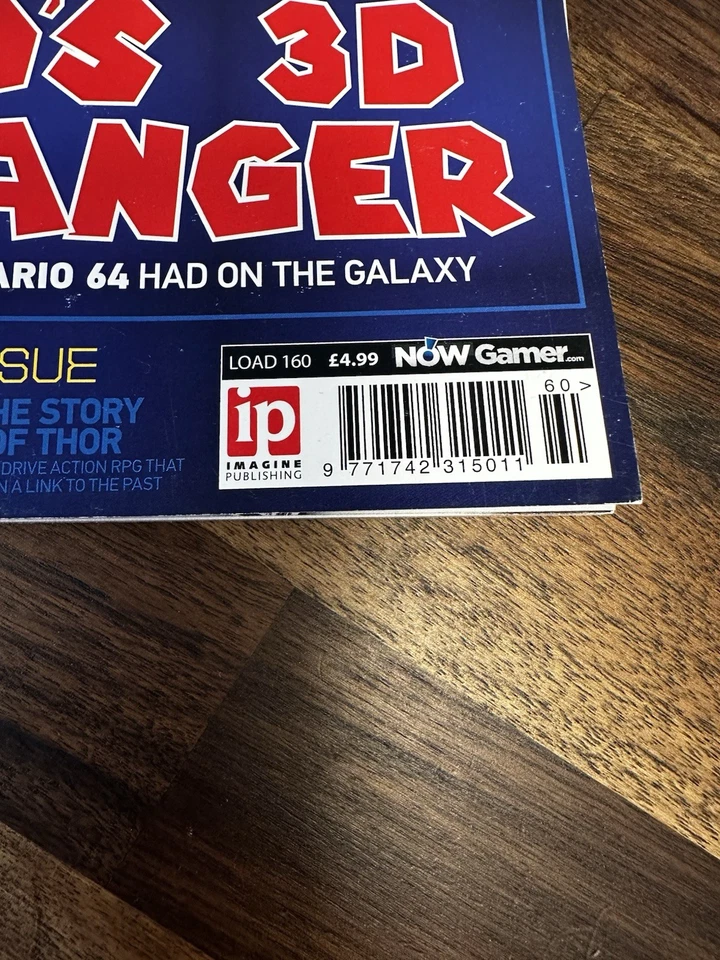 'S 3D
ANGER
ARIO 64 HAD ON THE GALAXY
SUE
HE STORY
OF THOR
DRIVE ACTION RPG THAT
N A LINK TO THE PAST
LOAD 160 £4.99 NOW Gamer.com
ip
IMAGINE
PUBLISHING
60 >
9 771742 315011